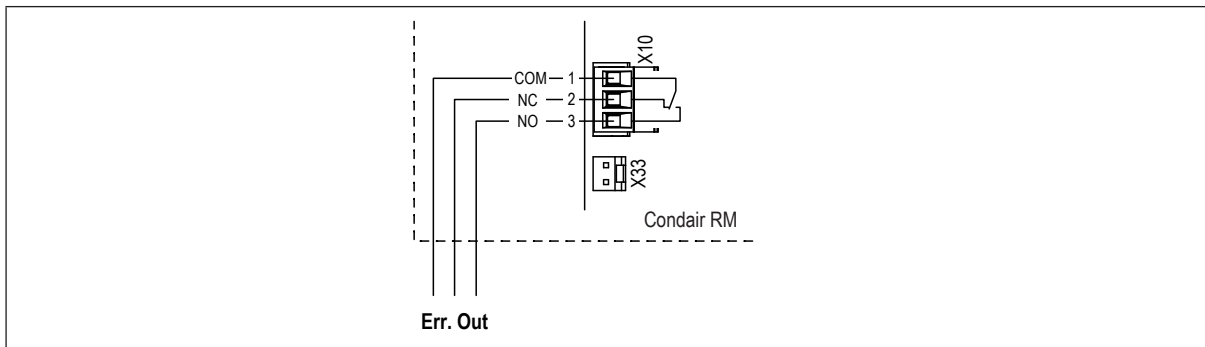 X10
COM 1
NC 2
NO 3
X33
Condair RM
Err. Out